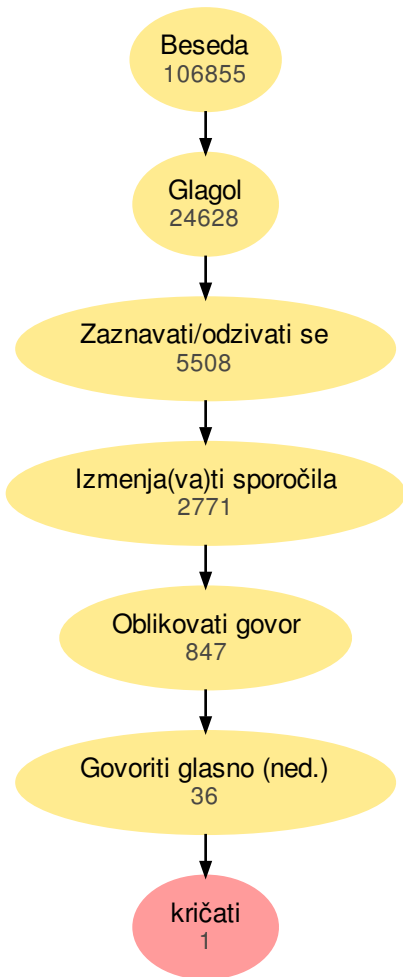 Beseda
106855
Glagol
24628
Zaznavati/odzivati se
5508
Izmenja(va)ti sporočila
2771
Oblikovati govor
847
Govoriti glasno (ned.)
36
kričati
1